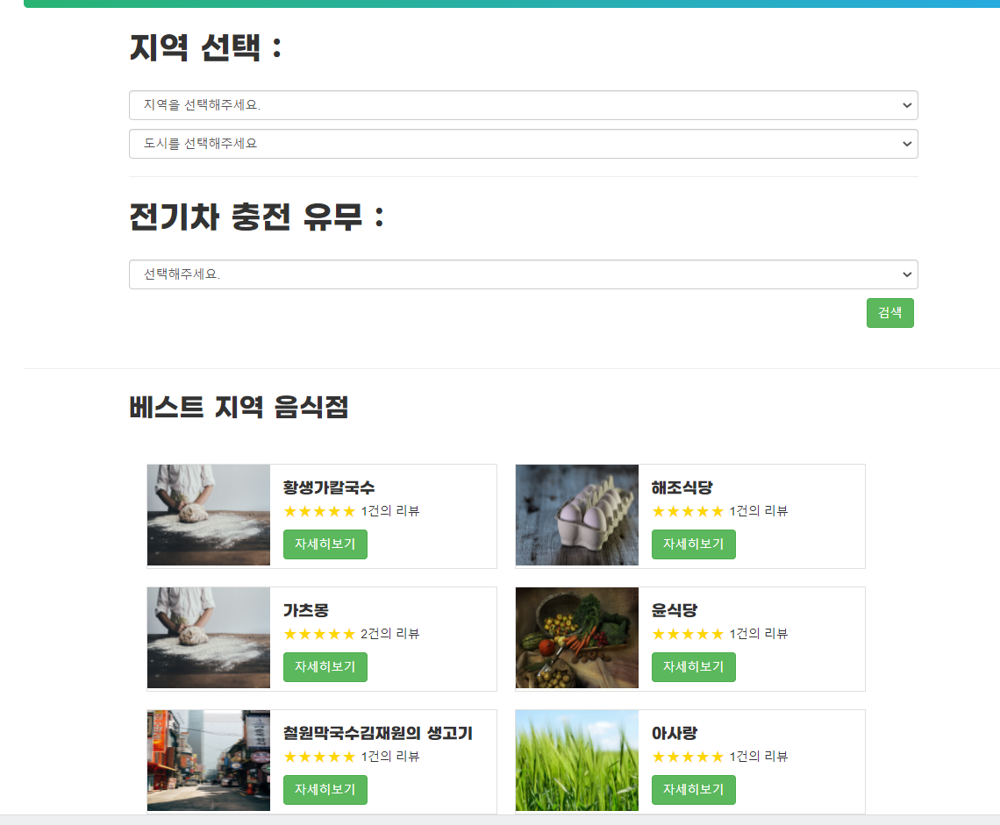 지역 선택 :
지역을 선택해주세요.
도시를 선택해주세요
전기차 충전 유무 :
선택해주세요.
검색
베스트 지역 음식점
황생가칼국수
★★★★★ 1건의 리뷰
자세히보기
해조식당
★★★★★ 1건의 리뷰
자세히보기
가츠몽
★★★★★ 2건의 리뷰
자세히보기
윤식당
★★★★★ 1건의 리뷰
자세히보기
철원막국수김재원의 생고기
★★★★★ 1건의 리뷰
자세히보기
아사랑
★★★★★ 1건의 리뷰
자세히보기